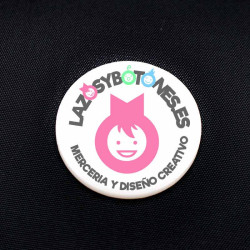 LAZOSYBOTONES.ES
MERCERIA Y DISEÑO CREATIVO